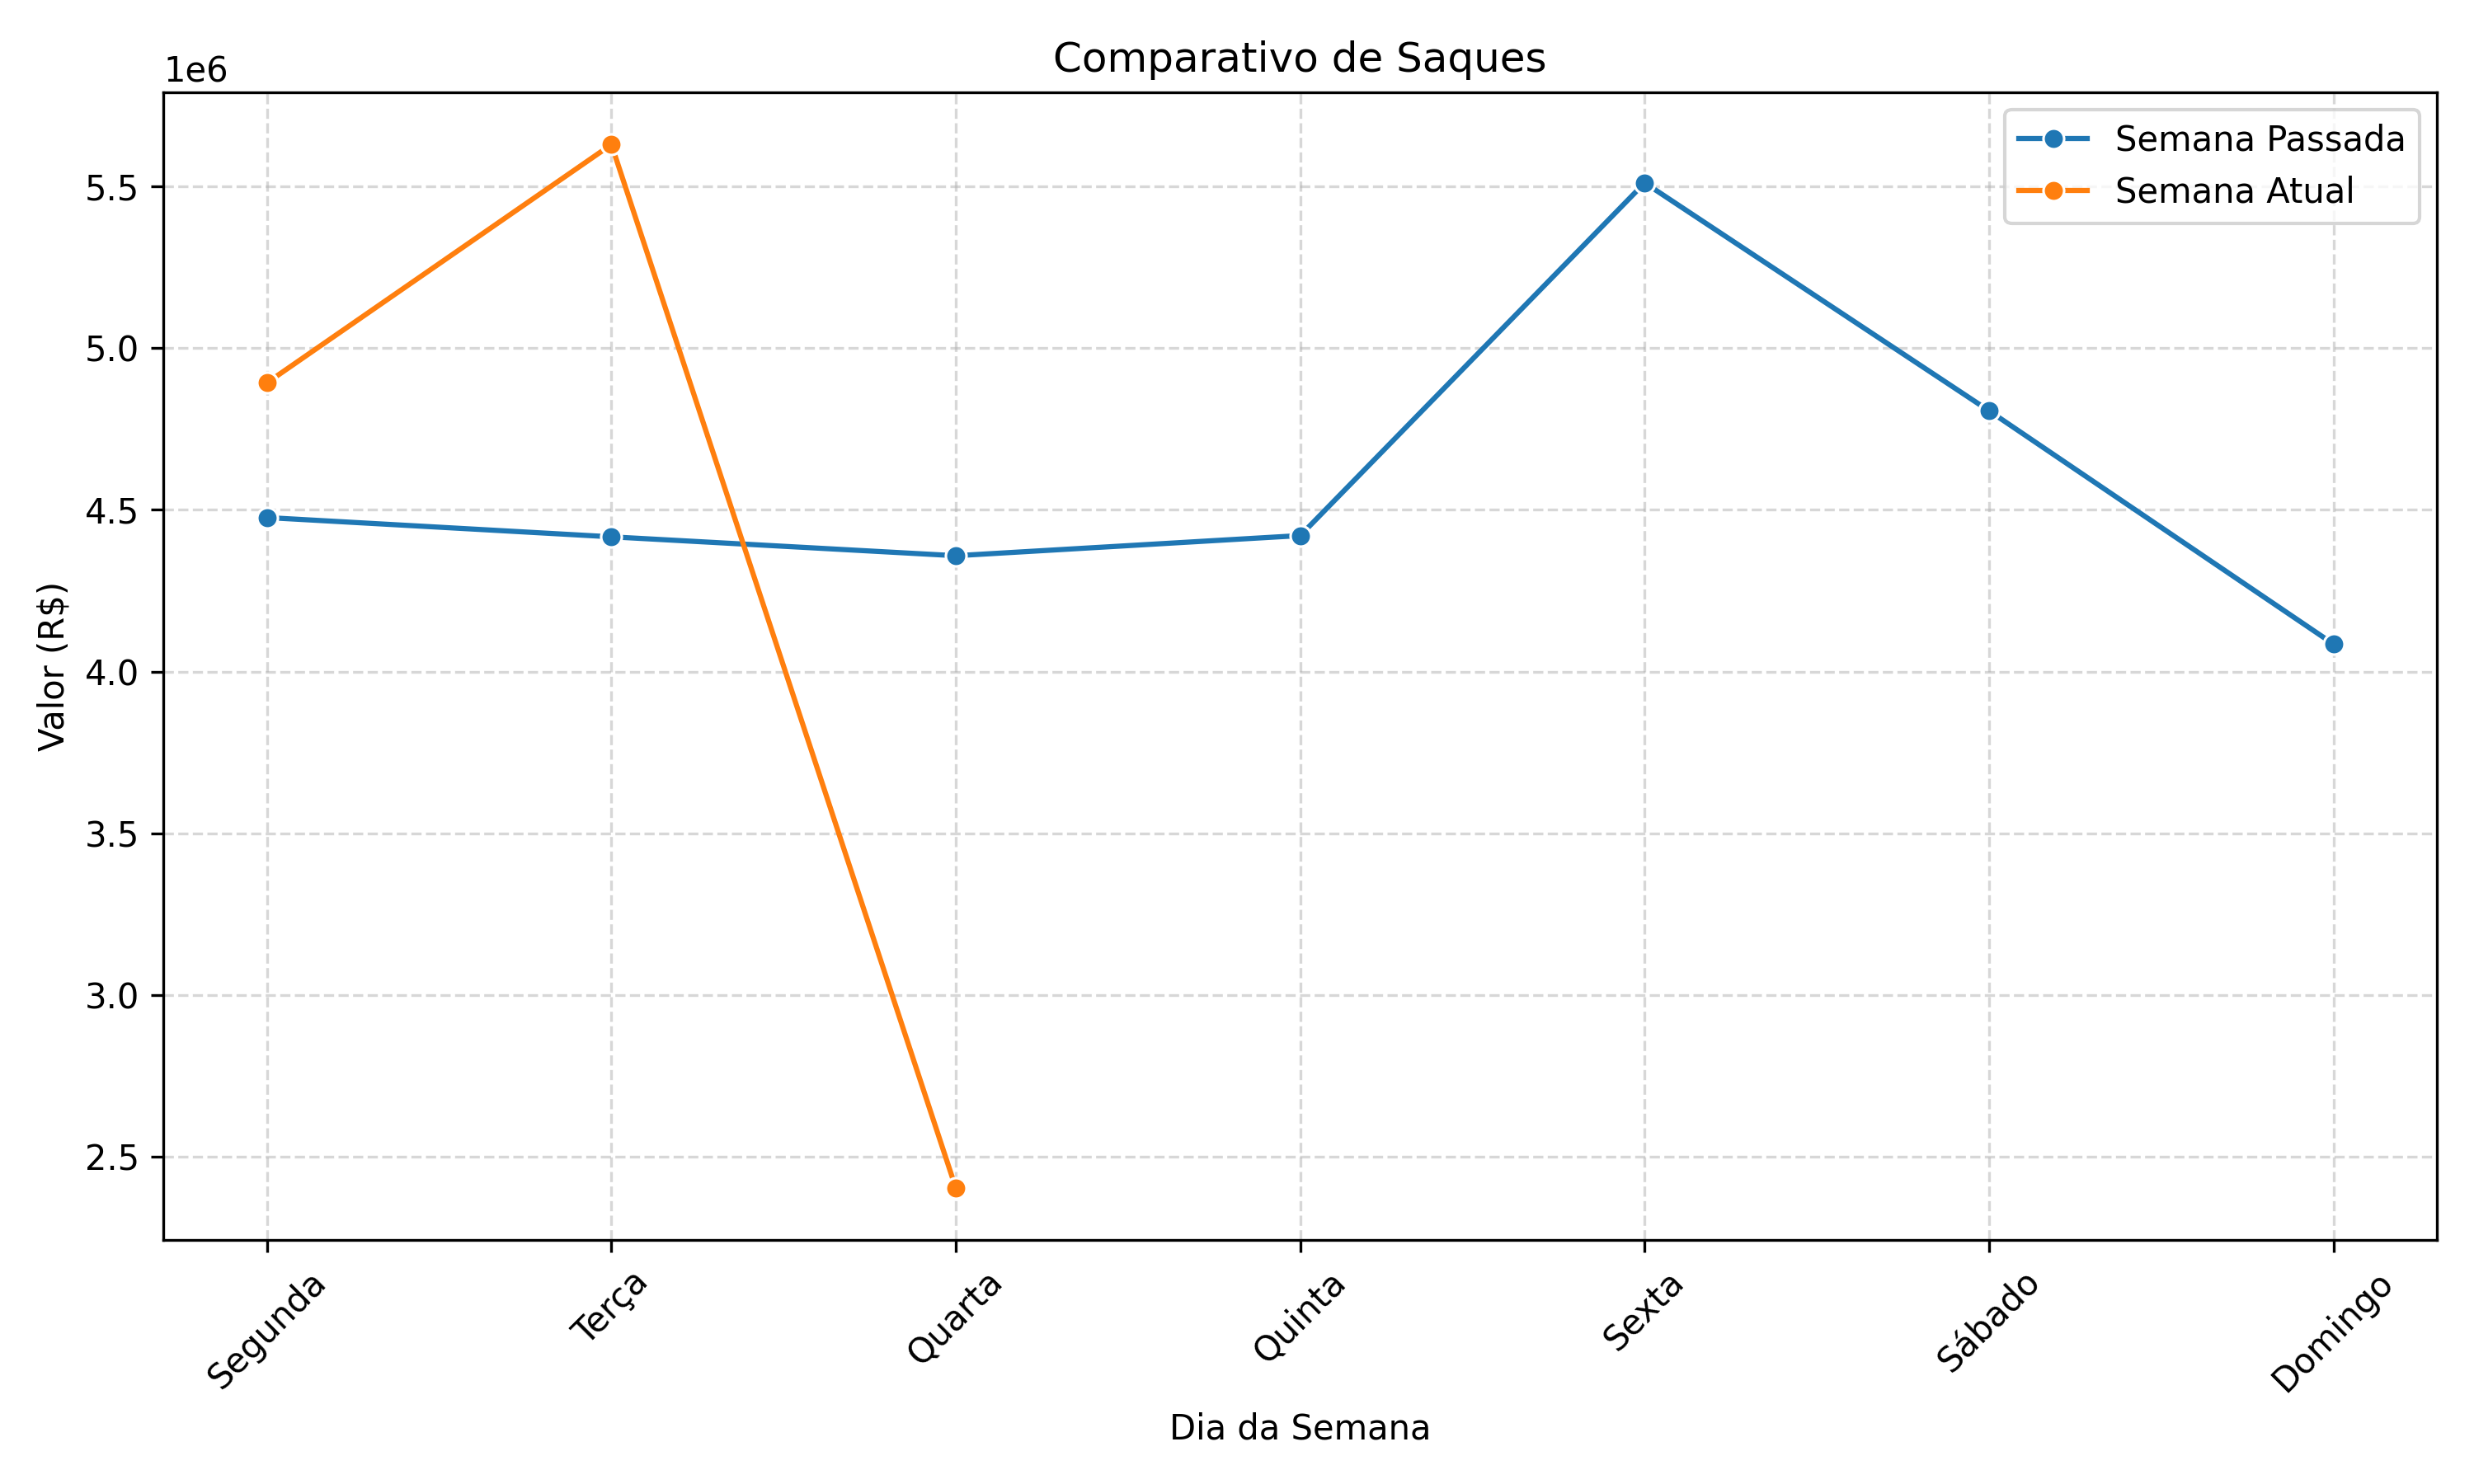 Comparativo de Saques
1e6
Semana Passada
Semana Atual
5.5
5.0
4.5
4.0
3.5
3.0
2.5
Valor (R$)
Segunda
Terça
Quarta
Quinta
Sexta
Sábado
Domingo
Dia da Semana